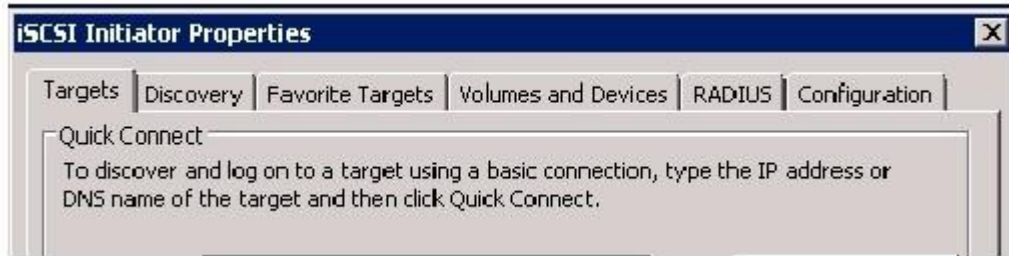 iSCSI Initiator Properties
Targets Discovery Favorite Targets Volumes and Devices RADIUS Configuration
Quick Connect
To discover and log on to a target using a basic connection, type the IP address or
DNS name of the target and then click Quick Connect.